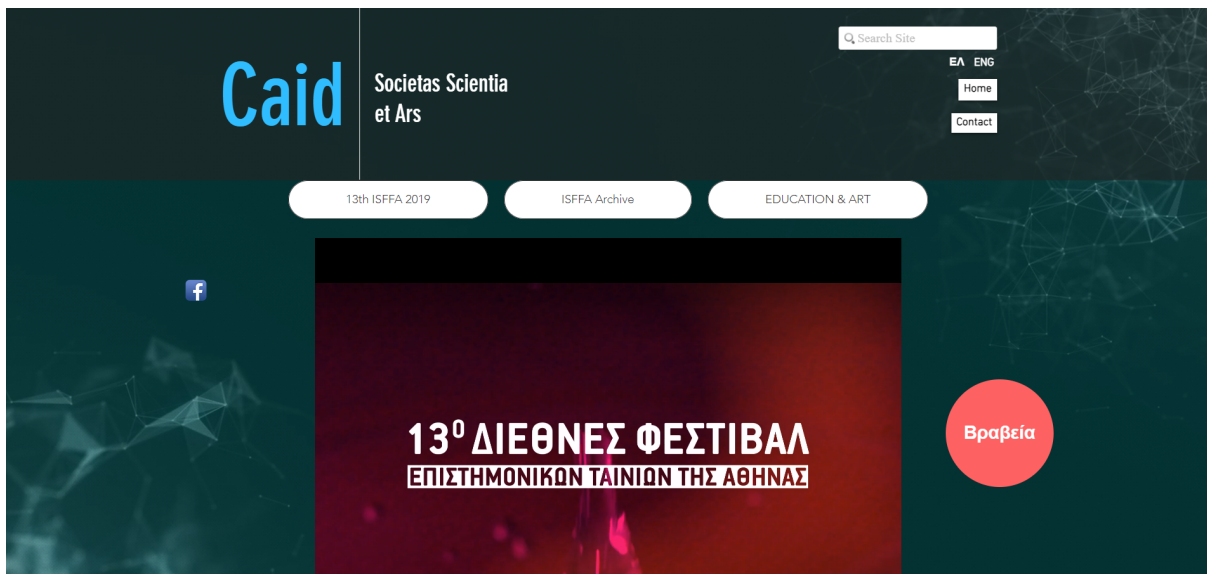 Search Site
ΕΛ ENG
Home
Contact
Caid
Societas Scientia
et Ars
13th ISFFA 2019
ISFFA Archive
EDUCATION & ART
13⁰ ΔΙΕΘΝΕΣ ΦΕΣΤΙΒΑΛ
ΕΠΙΣΤΗΜΟΝΙΚΩΝ ΤΑΙΝΙΩΝ ΤΗΣ ΑΘΗΝΑΣ
Βραβεία